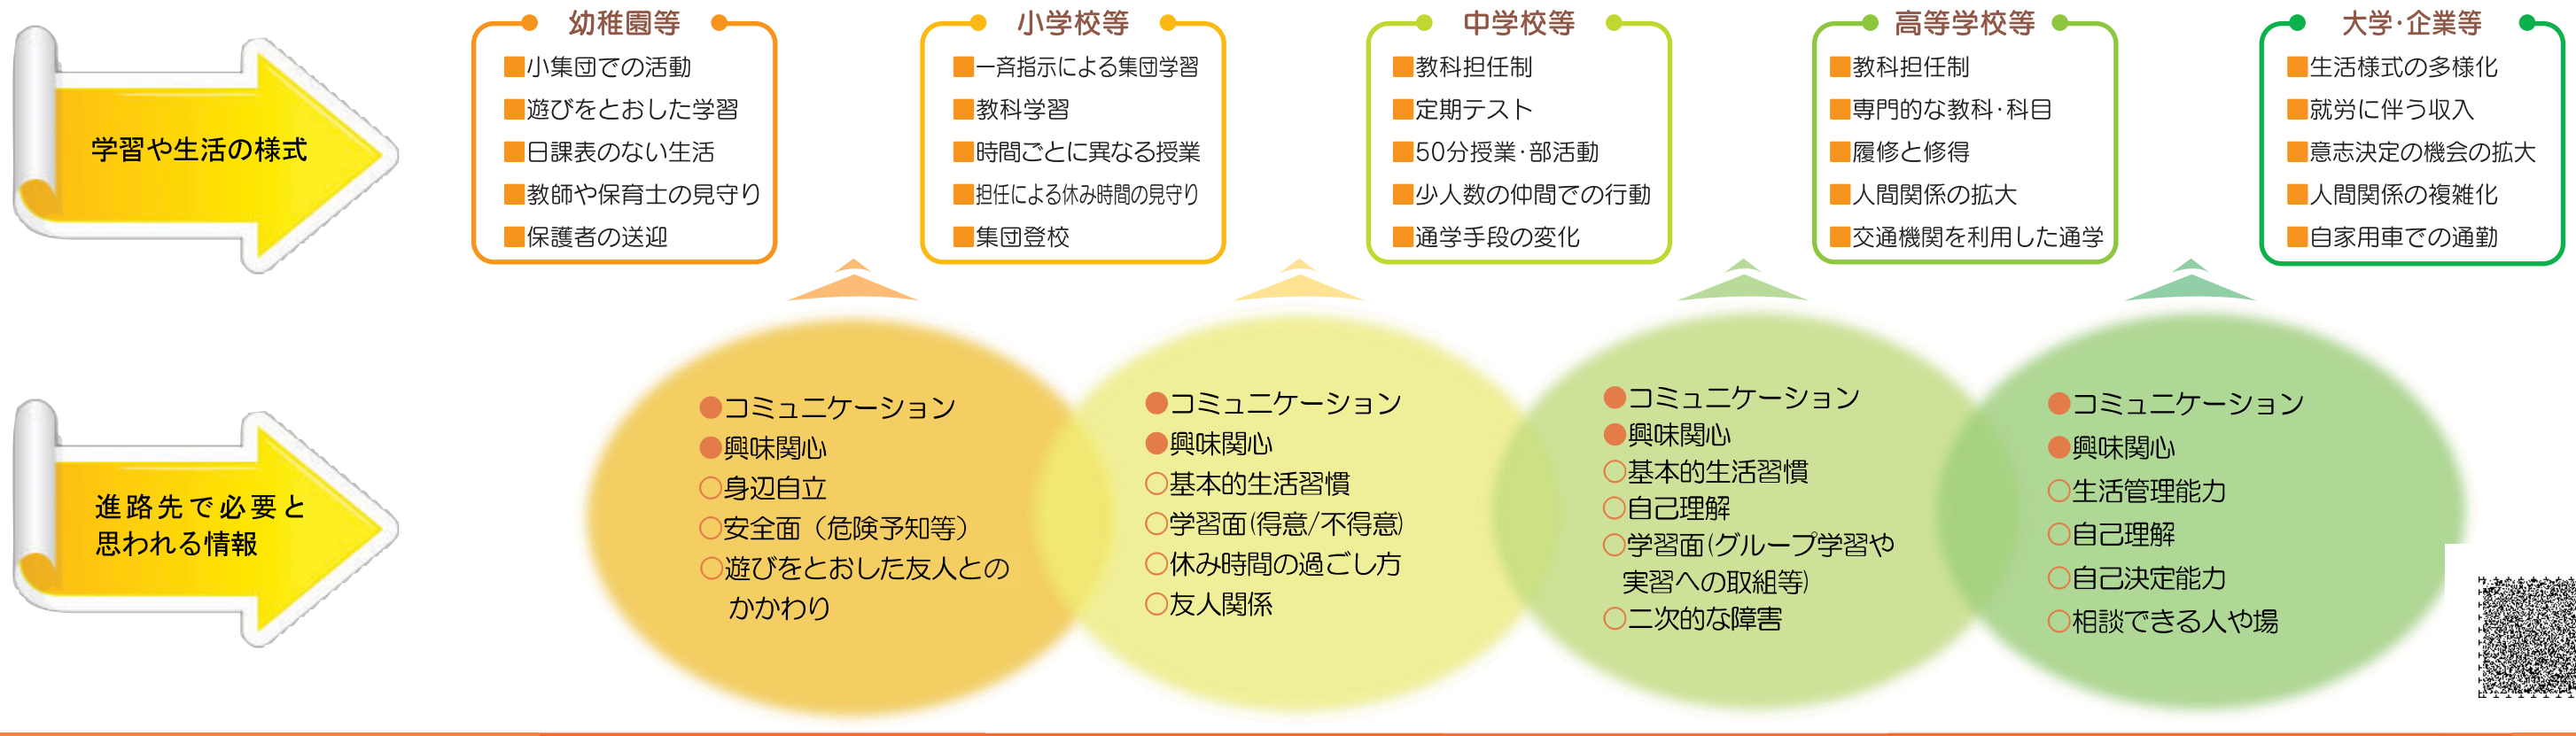 学習や生活の様式
幼稚園等
■小集団での活動
■遊びをとおした学習
■日課表のない生活
■教師や保育士の見守り
■保護者の送迎
小学校等
■一斉指示による集団学習
■教科学習
■時間ごとに異なる授業
■担任による休み時間の見守り
■集団登校
中学校等
■教科担任制
■定期テスト
■50分授業・部活動
■少人数の仲間での行動
■通学手段の変化
高等学校等
■教科担任制
■専門的な教科・科目
■履修と修得
■人間関係の拡大
■交通機関を利用した通学
大学・企業等
■生活様式の多様化
■就労に伴う収入
■意志決定の機会の拡大
■人間関係の複雑化
■自家用車での通勤
進路先で必要と
思われる情報
●コミュニケーション
●興味関心
○身辺自立
○安全面（危険予知等）
○遊びをとおした友人との
かかわり
●コミュニケーション
●興味関心
○基本的生活習慣
○学習面(得意/不得意)
○休み時間の過ごし方
○友人関係
●コミュニケーション
●興味関心
○基本的生活習慣
○自己理解
○学習面(グループ学習や
実習への取組等)
○二次的な障害
●コミュニケーション
●興味関心
○生活管理能力
○自己理解
○自己決定能力
○相談できる人や場